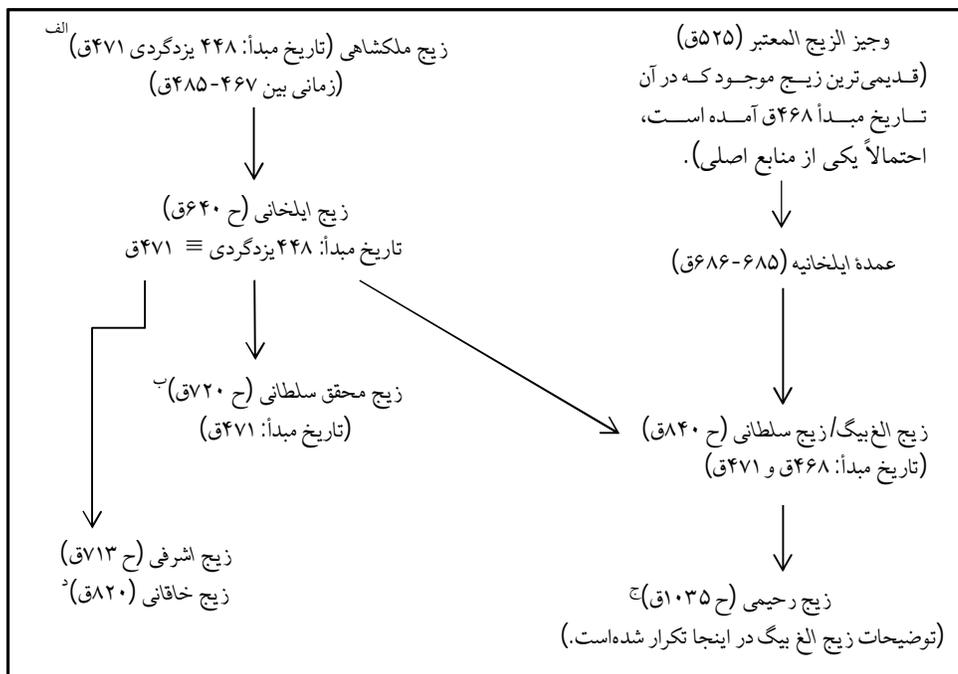 وجیز الزیج المعتبر (۵۲۵ق)
(قدیمی‌ترین زیج موجود که در آن
تاریخ مبدأ ۴۶۸ق آمده است،
احتمالاً یکی از منابع اصلی).
عمدهٔ ایلخانیه (۶۸۵-۶۸۶ق)
زیج الغ‌بیگ/ زیج سلطانی (ح ۸۴۰ق)
(تاریخ مبدأ: ۴۶۸ق و ۴۷۱ق)
زیج رحیمی (ح ۱۰۳۵ق)ج
(توضیحات زیج الغ بیگ در اینجا تکرار شده‌است.)
زیج ملکشاهی (تاریخ مبدأ: ۴۴۸ یزدگردی ۴۷۱ق)الف
(زمانی بین ۴۶۷-۴۸۵ق)
زیج ایلخانی (ح ۶۴۰ق)
تاریخ مبدأ: ۴۴۸یزدگردی ≡ ۴۷۱ق
زیج محقق سلطانی (ح ۷۲۰ق)ب
(تاریخ مبدأ: ۴۷۱ق)
زیج اشرفی (ح ۷۱۳ق)
زیج خاقانی (۸۲۰ق)د